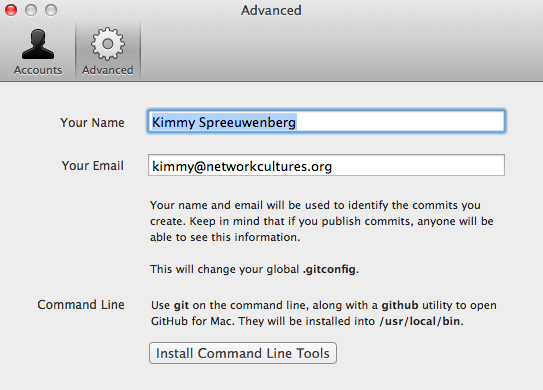 Advanced
Accounts
Advanced
Your Name
Kimmy Spreeuwenberg
Your Email
kimmy@networkcultures.org
Your name and email will be used to identify the commits you
create. Keep in mind that if you publish commits, anyone will be
able to see this information.
This will change your global .gitconfig.
Command Line
Use git on the command line, along with a github utility to open
GitHub for Mac. They will be installed into /usr/local/bin.
Install Command Line Tools